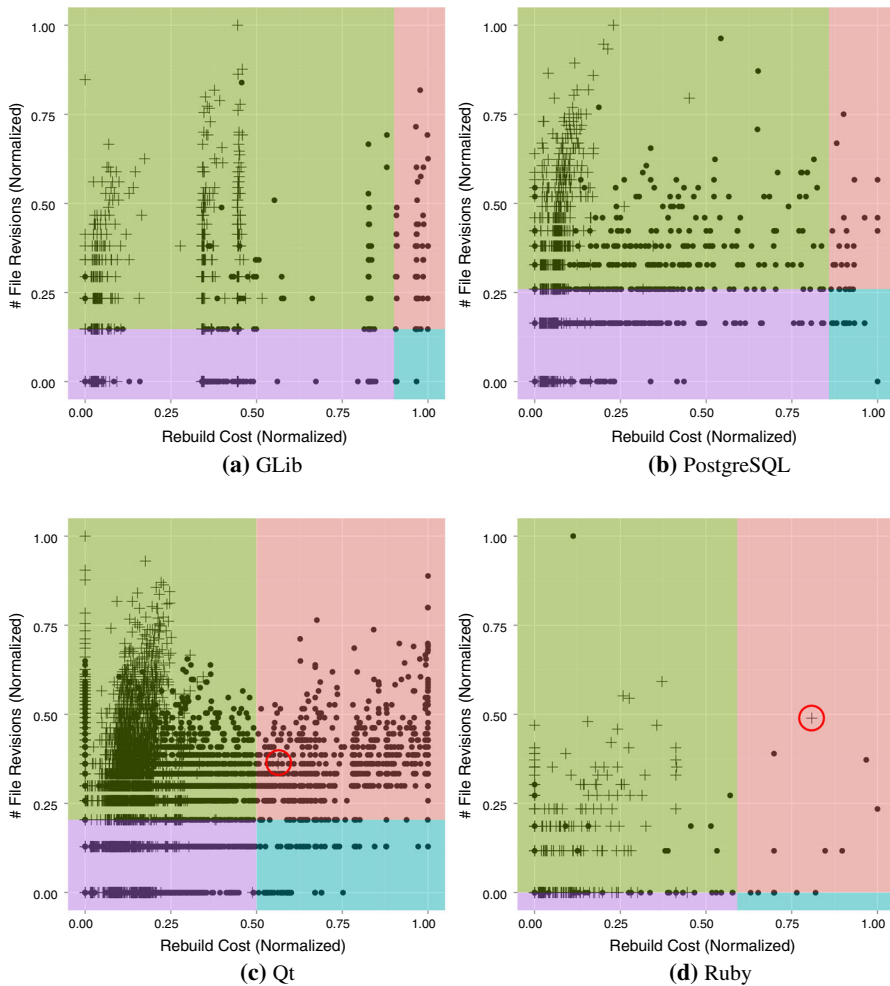 1.00
0.75
0.50
0.25
0.00
# File Revisions (Normalized)
0.00 0.25 0.50 0.75 1.00
Rebuild Cost (Normalized)
(a) GLib
1.00
0.75
0.50
0.25
0.00
# File Revisions (Normalized)
0.00 0.25 0.50 0.75 1.00
Rebuild Cost (Normalized)
(b) PostgreSQL
1.00
0.75
0.50
0.25
0.00
# File Revisions (Normalized)
0.00 0.25 0.50 0.75 1.00
Rebuild Cost (Normalized)
(c) Qt
1.00
0.75
0.50
0.25
0.00
# File Revisions (Normalized)
0.00 0.25 0.50 0.75 1.00
Rebuild Cost (Normalized)
(d) Ruby